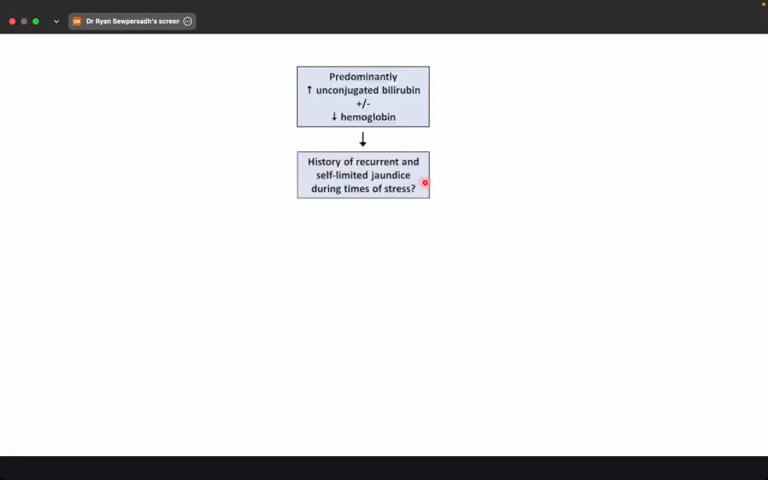 DR Dr Ryan Sewpersadh's screen
Predominantly
↑ unconjugated bilirubin
+/-
↓ hemoglobin
History of recurrent and
self-limited jaundice
during times of stress?